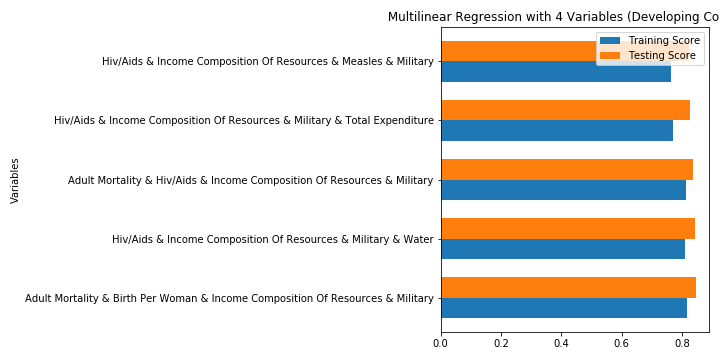 Multilinear Regression with 4 Variables (Developing Co
Training Score
Testing Score
Hiv/Aids & Income Composition Of Resources & Measles & Military
Hiv/Aids & Income Composition Of Resources & Military & Total Expenditure
Adult Mortality & Hiv/Aids & Income Composition Of Resources & Military
Hiv/Aids & Income Composition Of Resources & Military & Water
Adult Mortality & Birth Per Woman & Income Composition Of Resources & Military
Variables
0.0 0.2 0.4 0.6 0.8